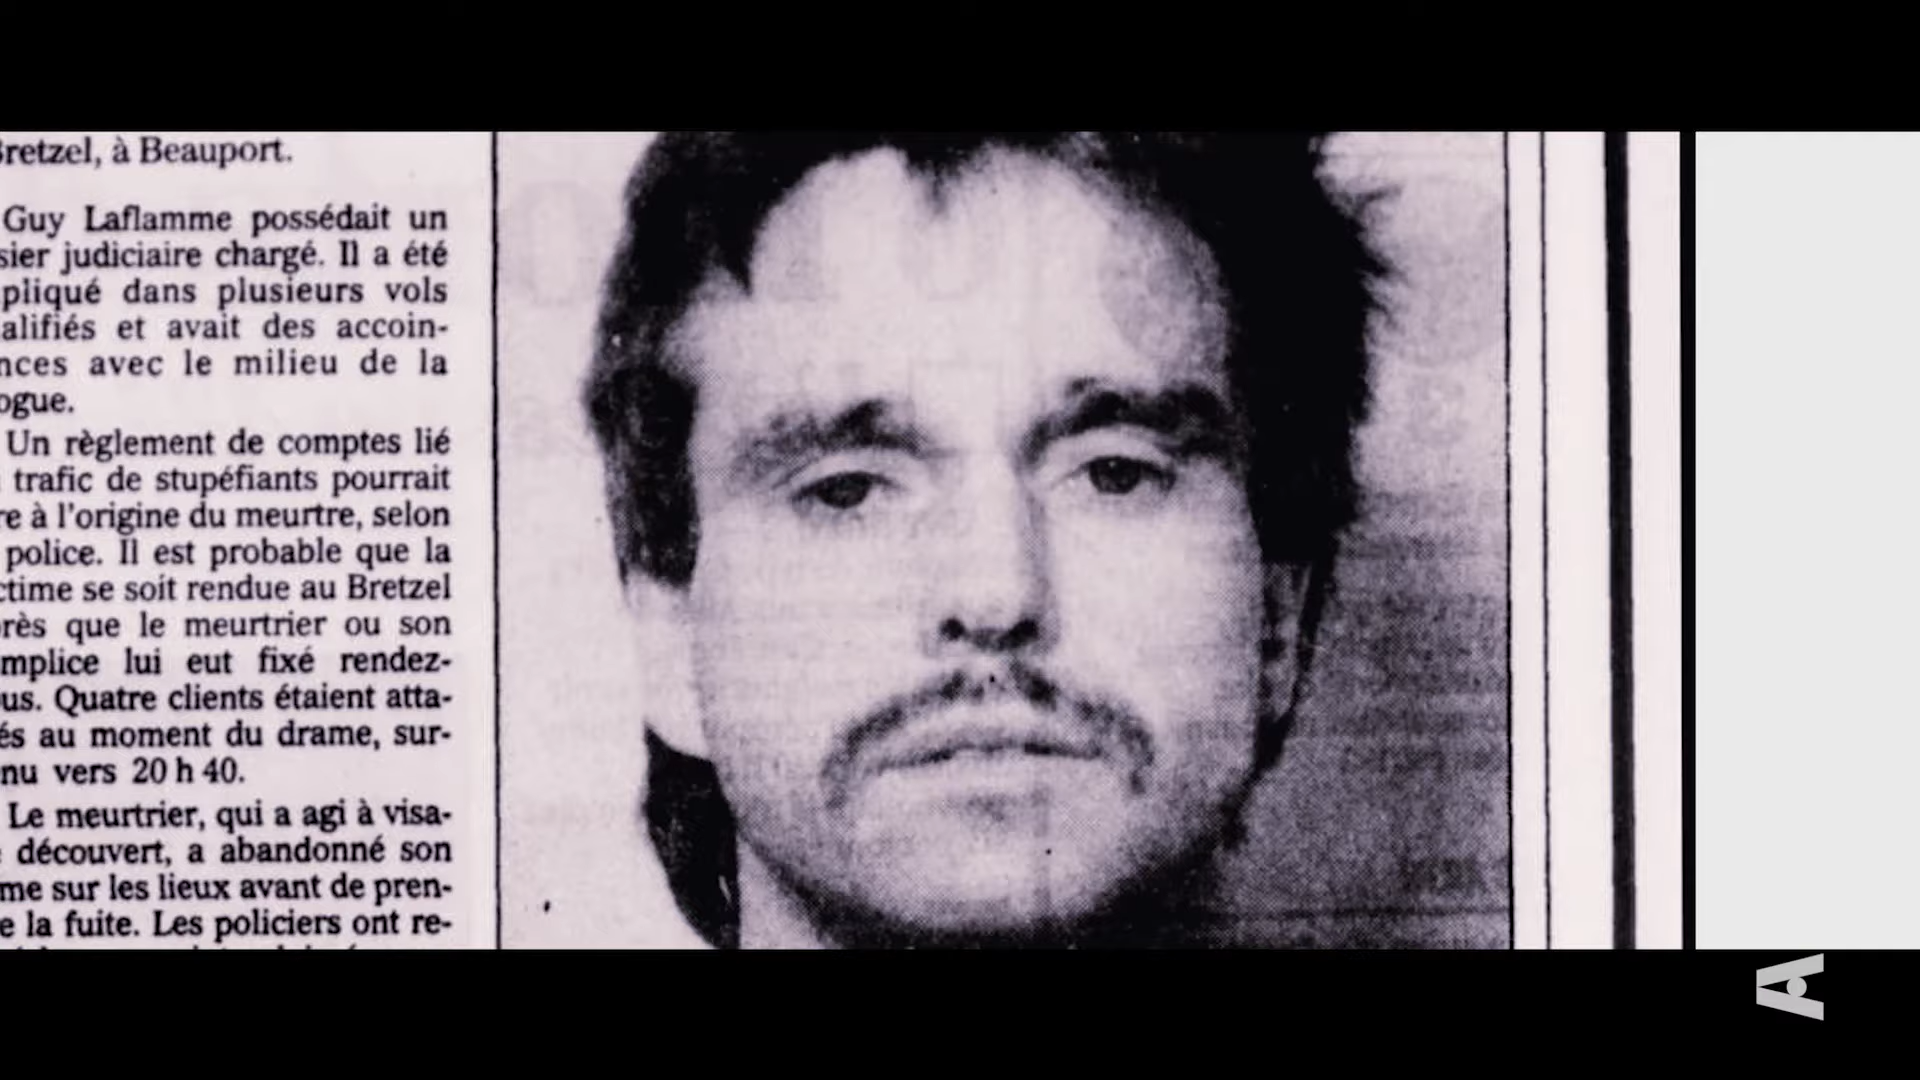 Bretzel, à Beauport.
Guy Laflamme possédait un
sier judiciaire chargé. Il a été
pliqué dans plusieurs vols
alifiés et avait des accoin-
nces avec le milieu de la
ogue.
Un règlement de comptes lié
trafic de stupéfiants pourrait
re à l'origine du meurtre, selon
police. Il est probable que la
ctime se soit rendue au Bretzel
rès que le meurtrier ou son
mplice lui eut fixé rendez-
us. Quatre clients étaient atta-
és au moment du drame, sur-
nu vers 20 h 40.
Le meurtrier, qui a agi à visa-
e découvert, a abandonné son
me sur les lieux avant de pren-
e la fuite. Les policiers ont re-